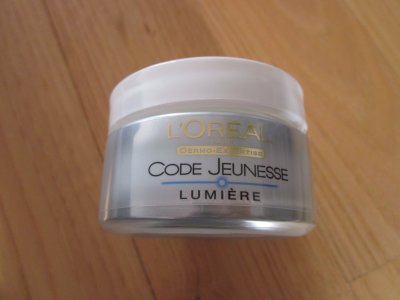 L'ORÉAL
DERMO-EXPERTISE
CODE JEUNESSE
LUMIÈRE